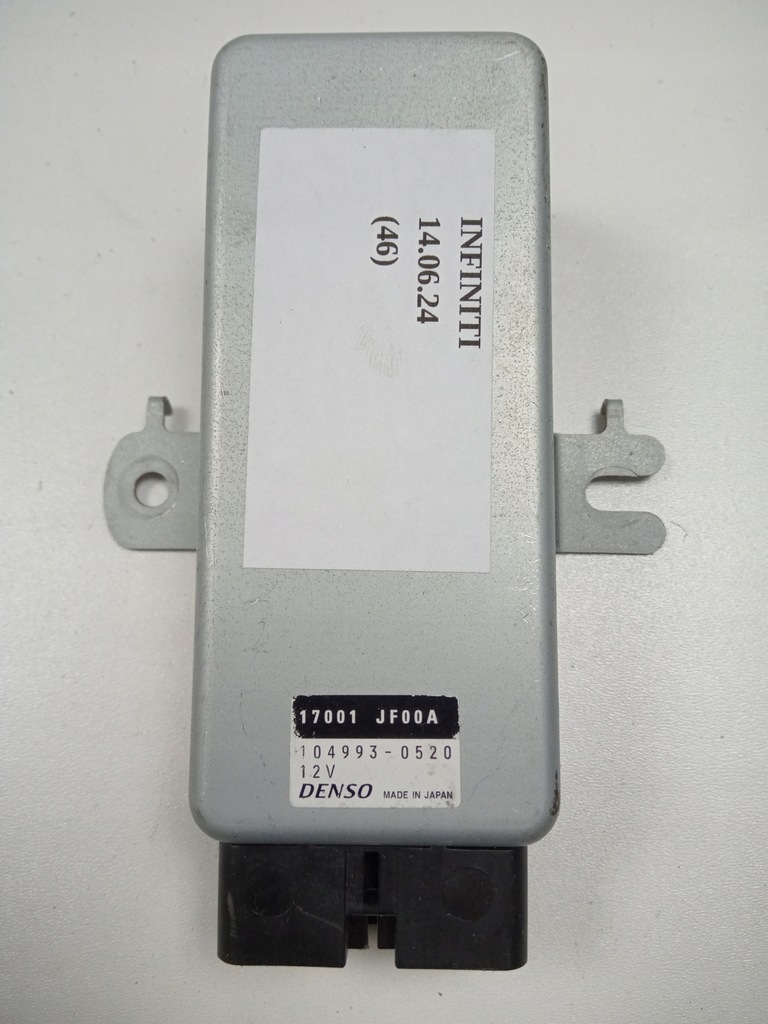 INFINITI
14.06.24
(46)
17001 JF00A
104993-0520
12V
DENSO MADE IN JAPAN